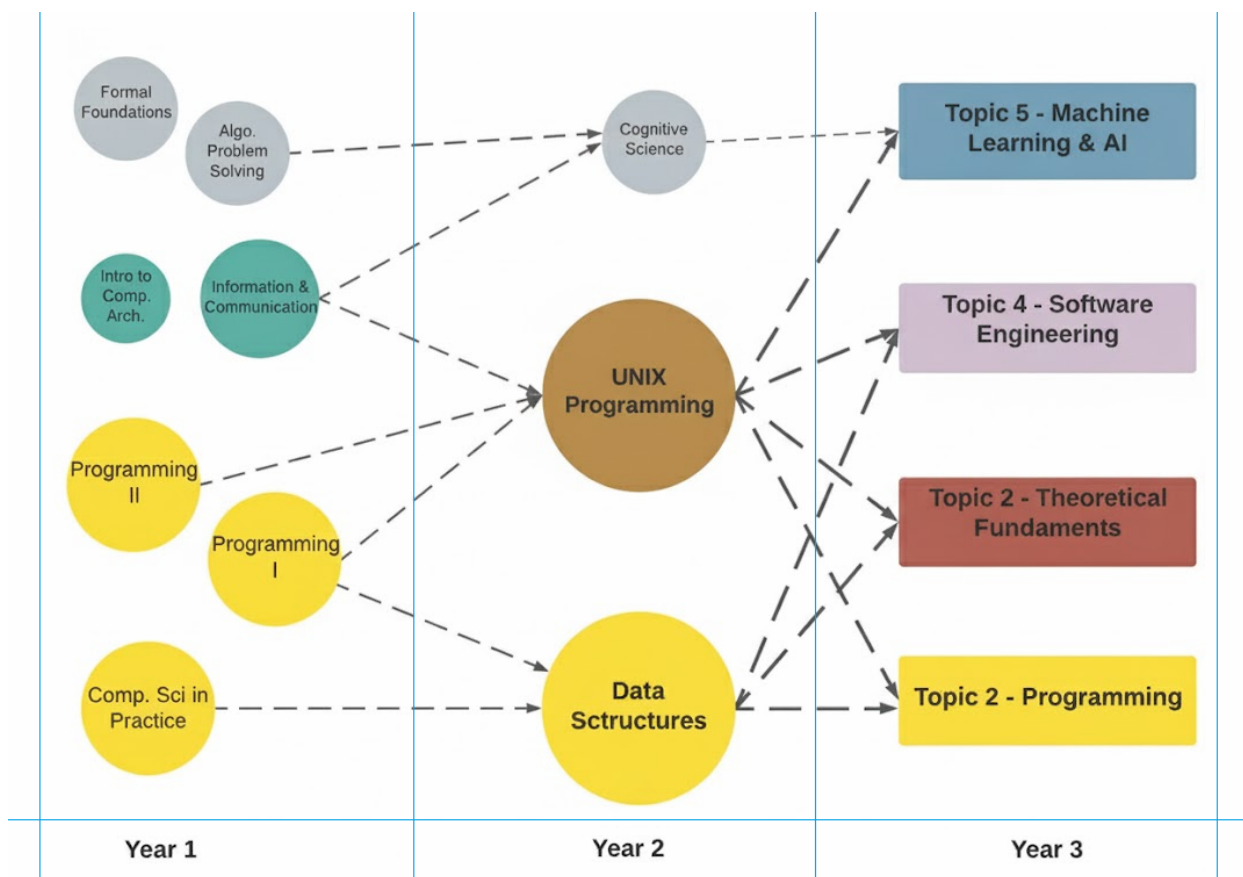 Formal
Foundations
Algo.
Problem
Solving
Intro to
Comp.
Arch.
Information &
Communication
Programming
II
Programming
I
Comp. Sci in
Practice
Cognitive
Science
UNIX
Programming
Data
Sctructures
Topic 5 - Machine
Learning & AI
Topic 4 - Software
Engineering
Topic 2 - Theoretical
Fundaments
Topic 2 - Programming
Year 1
Year 2
Year 3